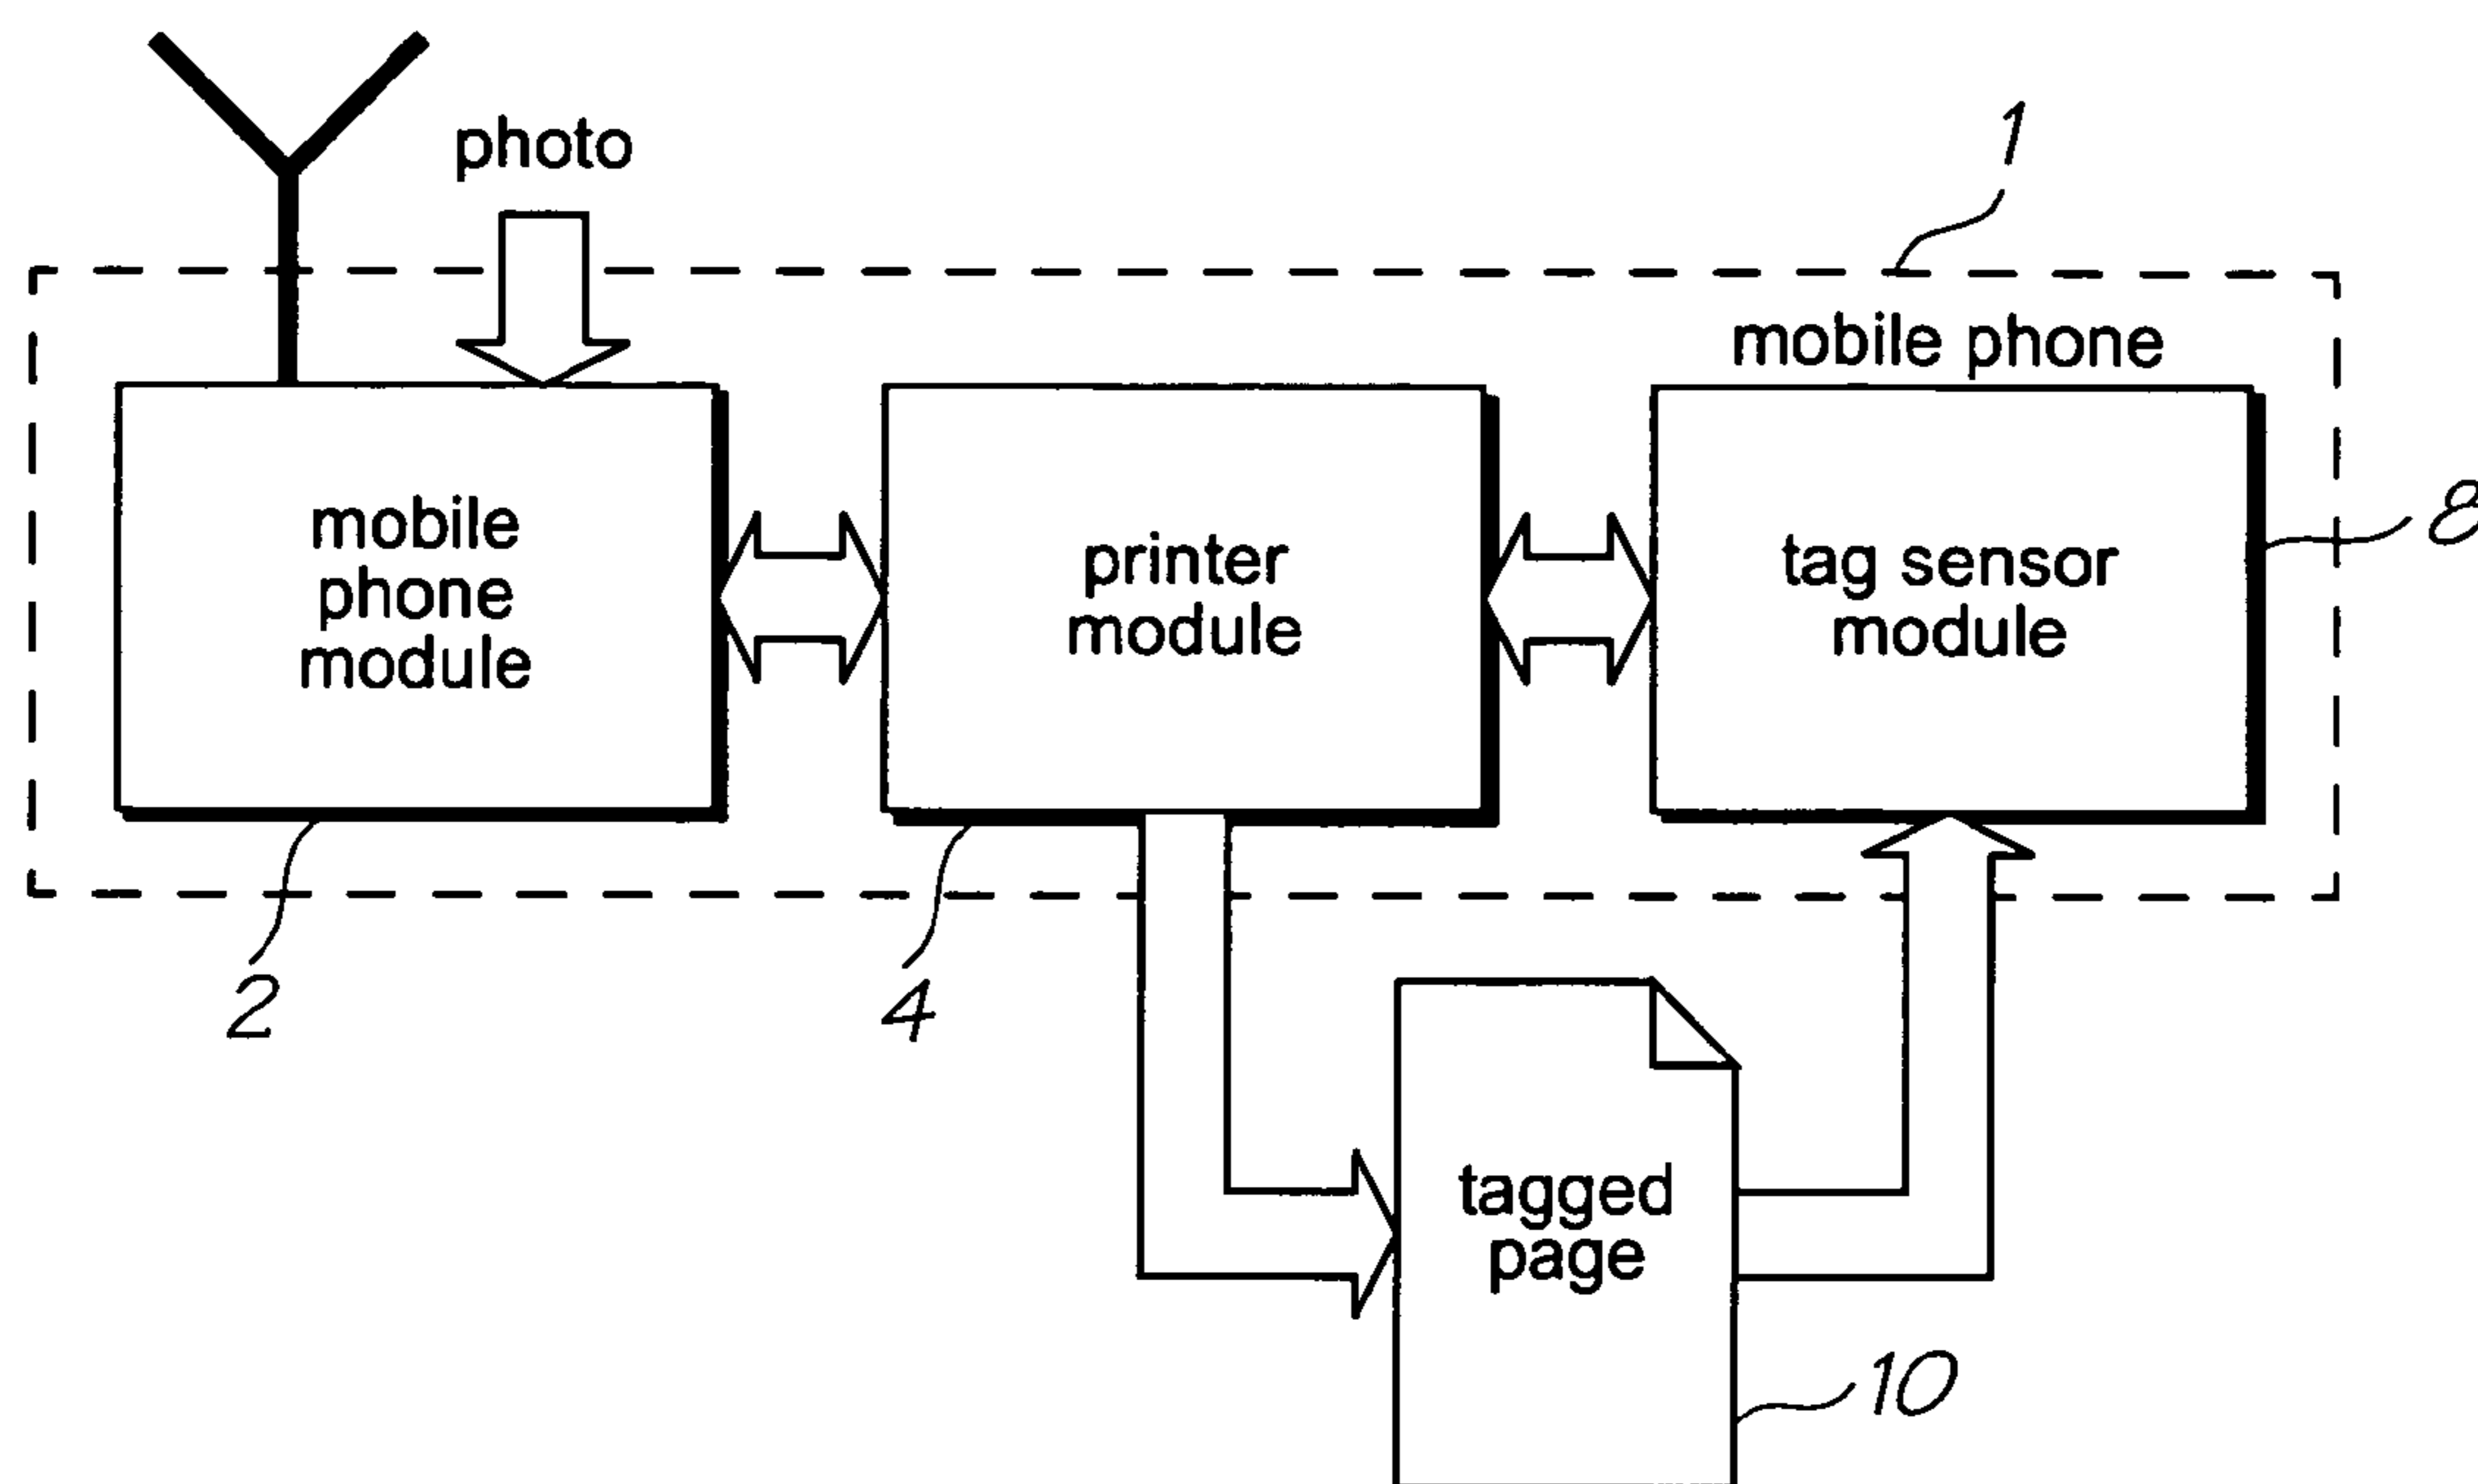 photo
1
mobile phone
mobile
phone
module
printer
module
tag sensor
module
8
2
4
tagged
page
10